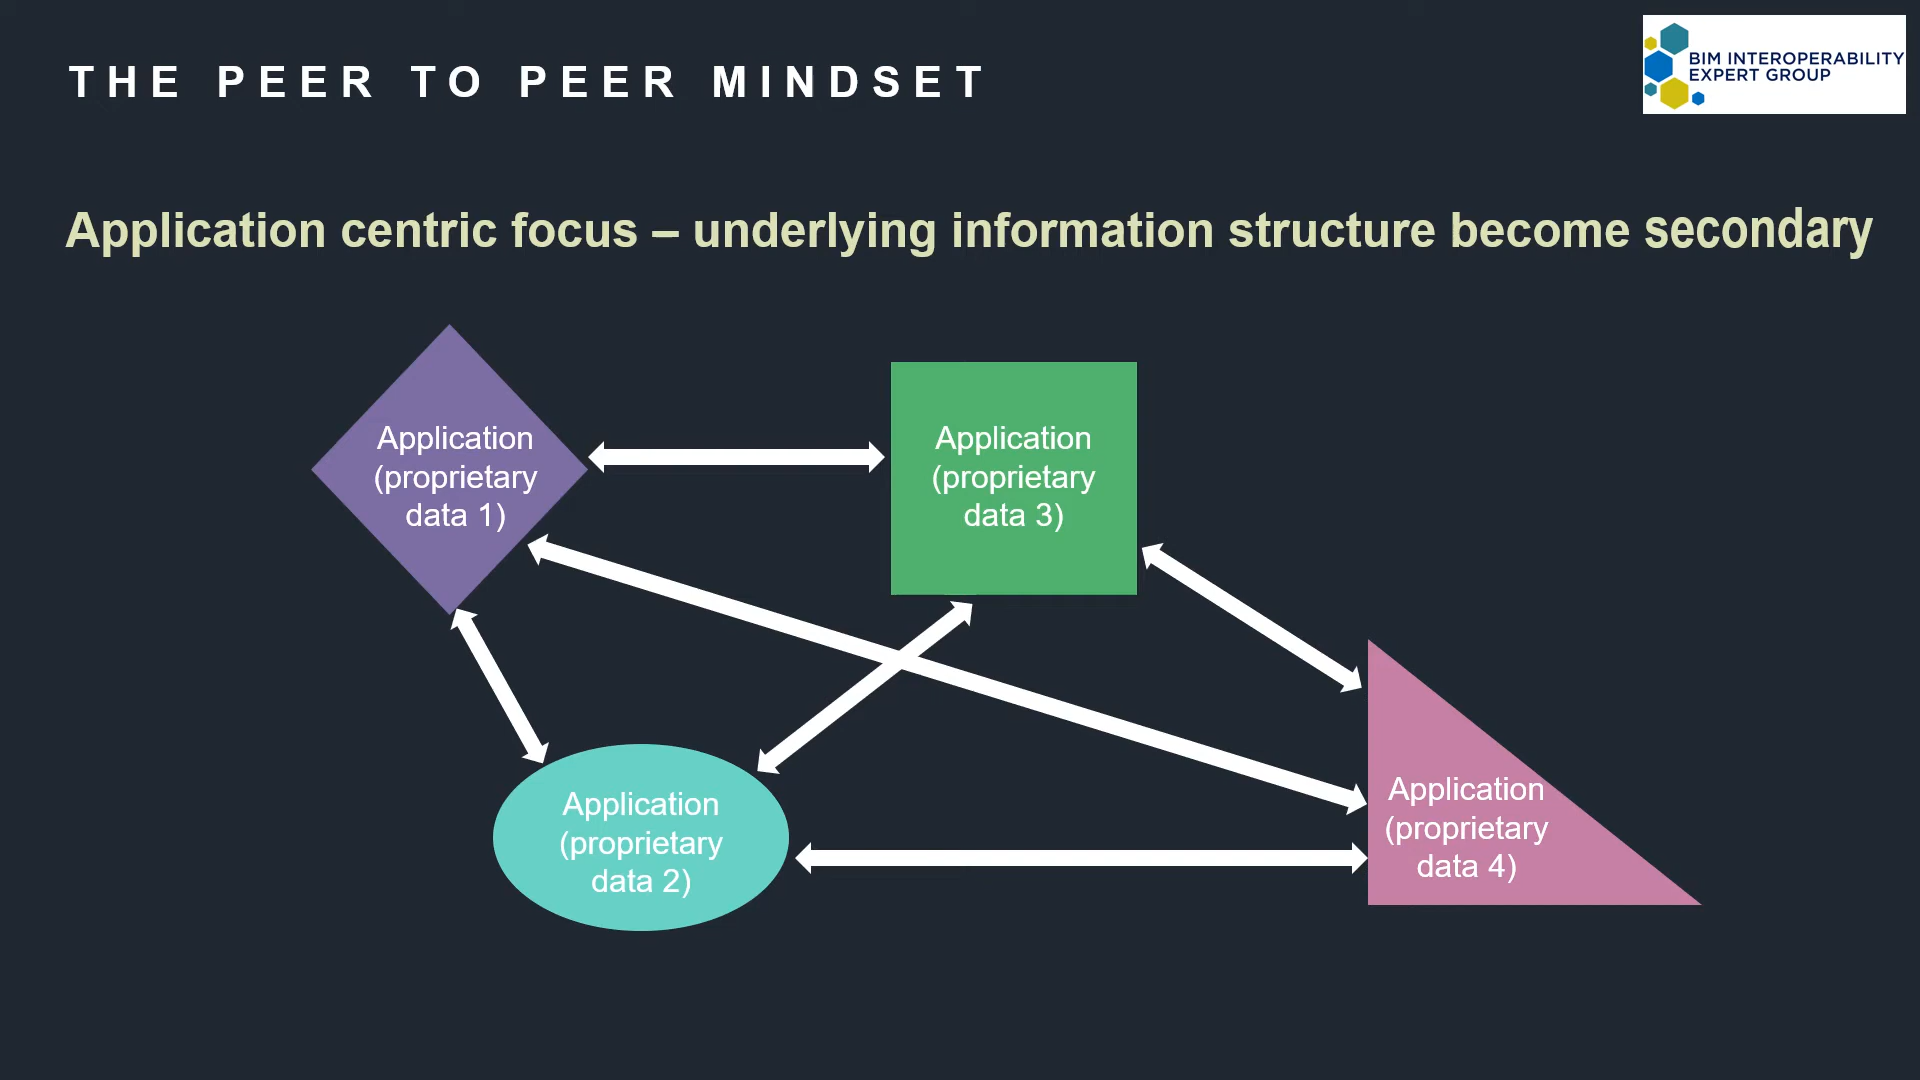 THE PEER TO PEER MINDSET
BIM INTEROPERABILITY
EXPERT GROUP
Application centric focus – underlying information structure become secondary
Application
(proprietary
data 1)
Application
(proprietary
data 3)
Application
(proprietary
data 2)
Application
(proprietary
data 4)